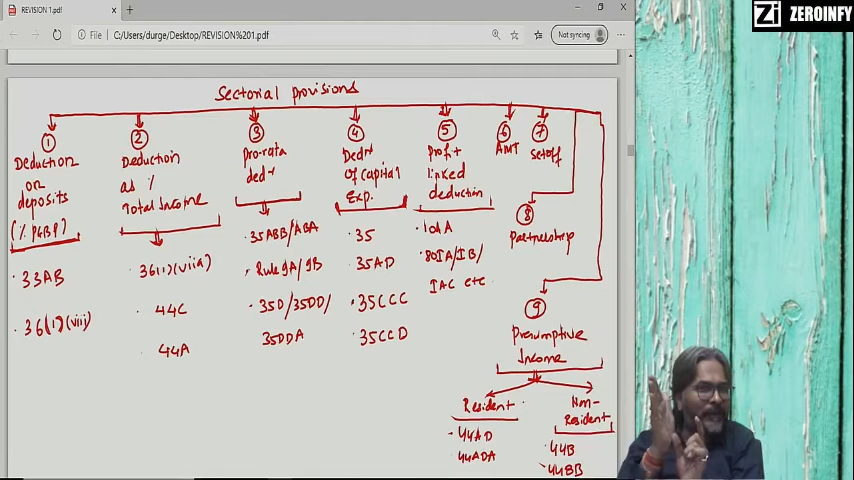 REVISION 1.pdf
File
C:/Users/durge/Desktop/REVISION%201.pdf
Not syncing
Zi ZEROINFY
Sectorial provisions
1
Deduction
on
deposits
(% PGBP)
· 33AB
· 36(1)(viii)
2
Deduction
as %
Total Income
· 36(1)(viia)
· 44C
· 44A
3
Pro-rata
dedn
· 35ABB/ABA
· Rule 9A/9B
· 35D/35DD/
35DDA
4
Dedn
of capital
Exp.
· 35
35AD
· 35CCC
· 35CCD
5
Profit
linked
deduction
· 10AA
· 80IA/IB/
IAC etc
6
AMT
7
Setoff
8
Partnership
9
Presumptive
Income
Resident
· 44AD
44ADA
Non-
Resident
· 44B
· 44BB